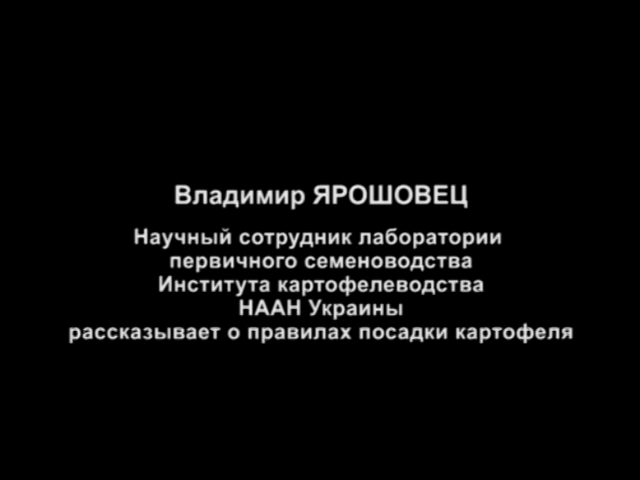 Владимир ЯРОШОВЕЦ
Научный сотрудник лаборатории
первичного семеноводства
Института картофелеводства
НААН Украины
рассказывает о правилах посадки картофеля